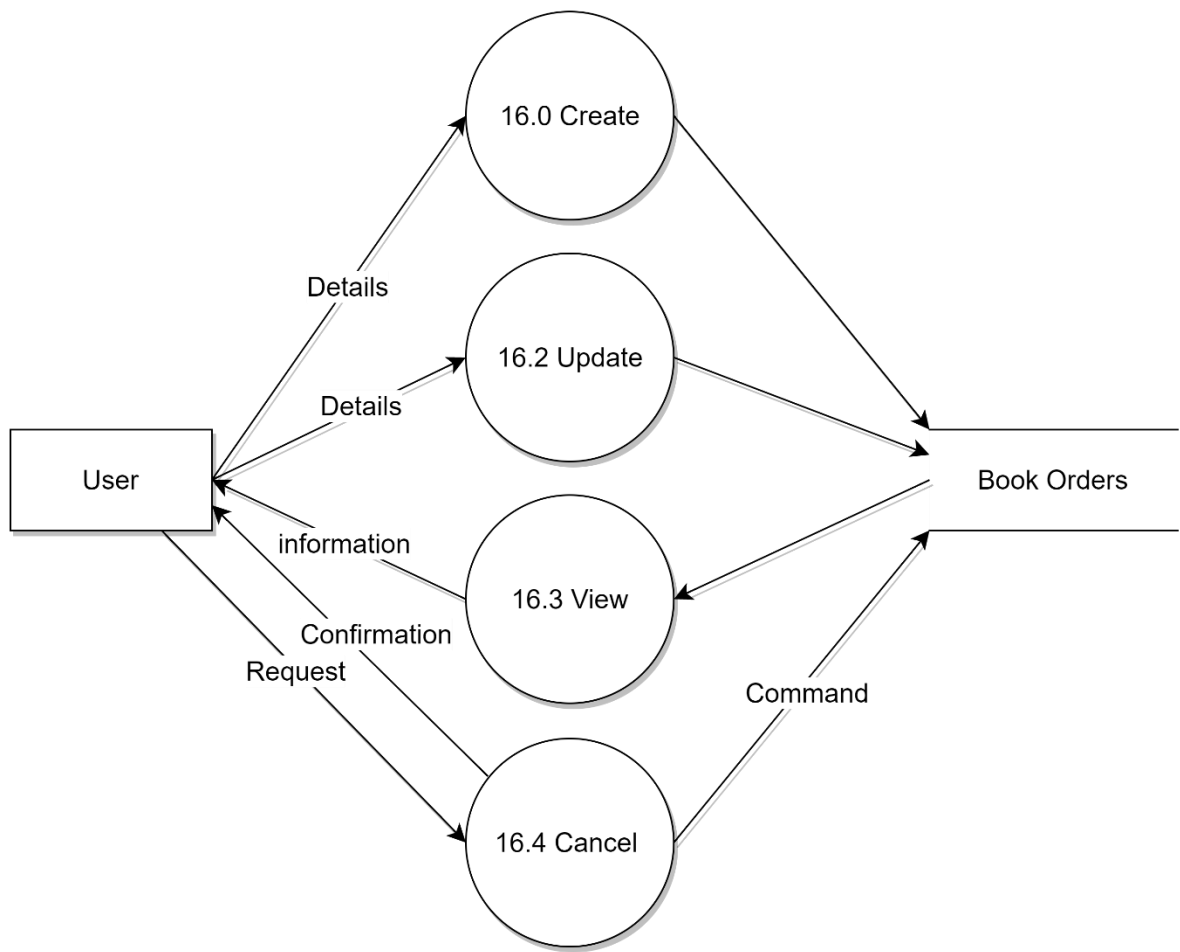 16.0 Create
Details
16.2 Update
Details
User
Book Orders
information
16.3 View
Confirmation
Request
Command
16.4 Cancel